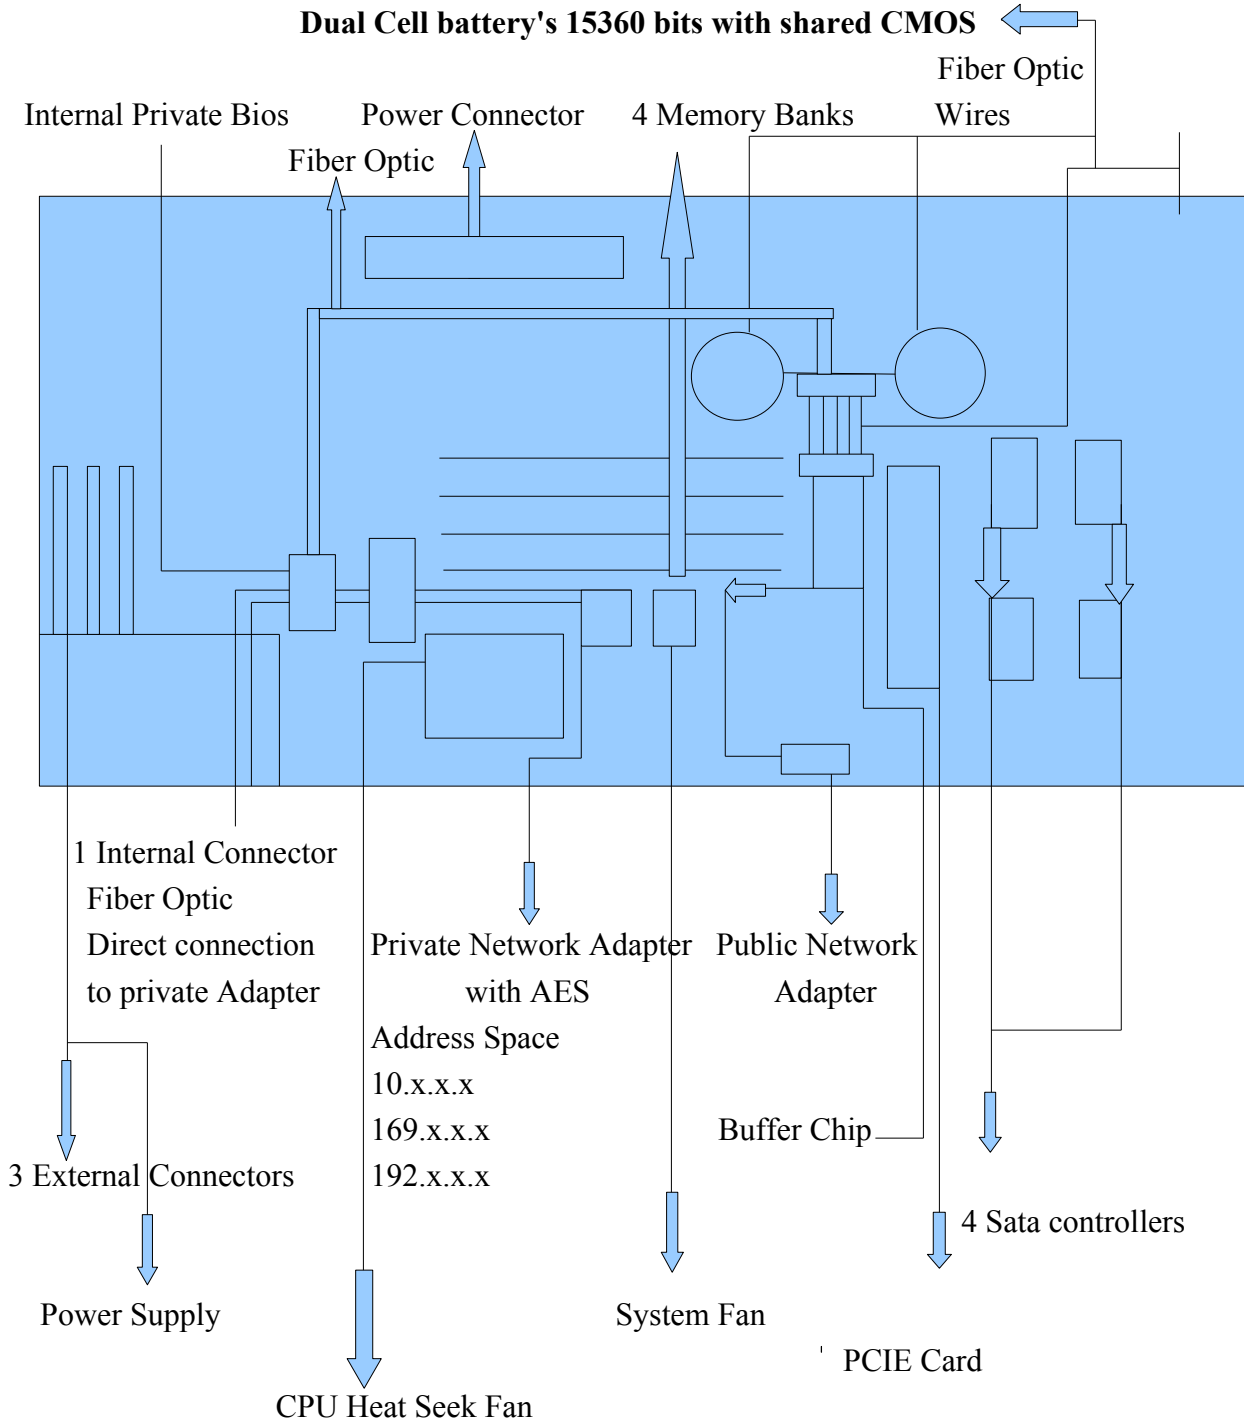 Dual Cell battery's 15360 bits with shared CMOS
Fiber Optic
Wires
Internal Private Bios
Power Connector
4 Memory Banks
Fiber Optic
1 Internal Connector
Fiber Optic
Direct connection
to private Adapter
Private Network Adapter
with AES
Address Space
10.x.x.x
169.x.x.x
192.x.x.x
Public Network
Adapter
Buffer Chip
3 External Connectors
4 Sata controllers
Power Supply
System Fan
PCIE Card
CPU Heat Seek Fan